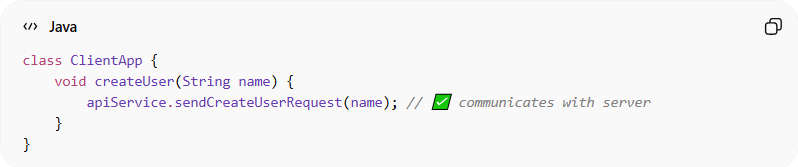 </> Java
class ClientApp {
    void createUser(String name) {
        apiService.sendCreateUserRequest(name); // ✅ communicates with server
    }
}